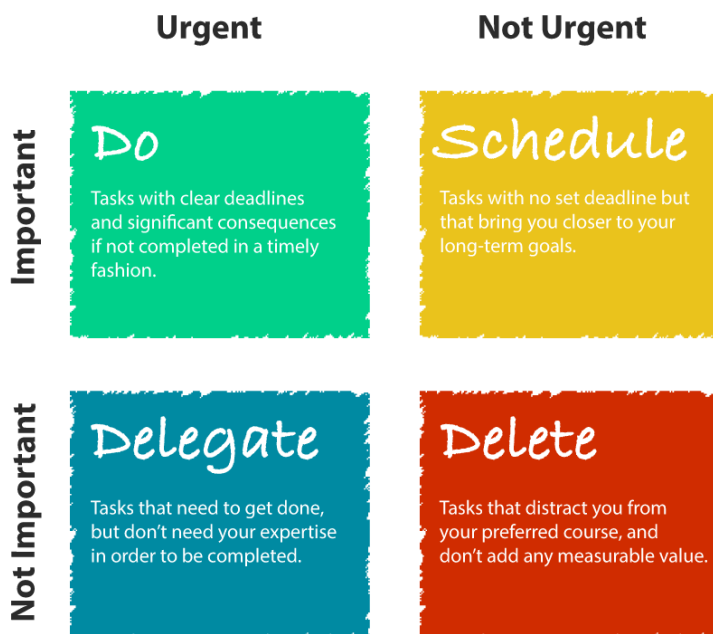 Urgent
Not Urgent
Important
Do
Tasks with clear deadlines
and significant consequences
if not completed in a timely
fashion.
Schedule
Tasks with no set deadline but
that bring you closer to your
long-term goals.
Not Important
Delegate
Tasks that need to get done,
but don’t need your expertise
in order to be completed.
Delete
Tasks that distract you from
your preferred course, and
don’t add any measurable value.